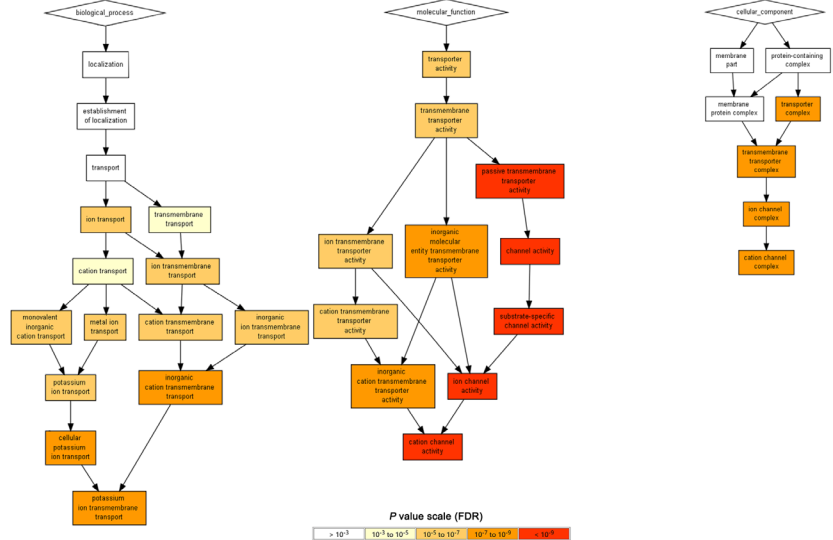 biological_process
localization
establishment
of localization
transport
ion transport
transmembrane
transport
cation transport
ion transmembrane
transport
monovalent
inorganic
cation transport
metal ion
transport
cation transmembrane
transport
inorganic
ion transmembrane
transport
potassium
ion transport
inorganic
cation transmembrane
transport
cellular
potassium
ion transport
potassium
ion transmembrane
transport
molecular_function
transporter
activity
transmembrane
transporter
activity
passive transmembrane
transporter
activity
ion transmembrane
transporter
activity
inorganic
molecular
entity transmembrane
transporter
activity
channel activity
cation transmembrane
transporter
activity
substrate-specific
channel activity
inorganic
cation transmembrane
transporter
activity
ion channel
activity
cation channel
activity
cellular_component
membrane
part
protein-containing
complex
membrane
protein complex
transporter
complex
transmembrane
transporter
complex
ion channel
complex
cation channel
complex
P value scale (FDR)
> 10⁻³ 10⁻³ to 10⁻⁵ 10⁻⁵ to 10⁻⁷ 10⁻⁷ to 10⁻⁹ < 10⁻⁹